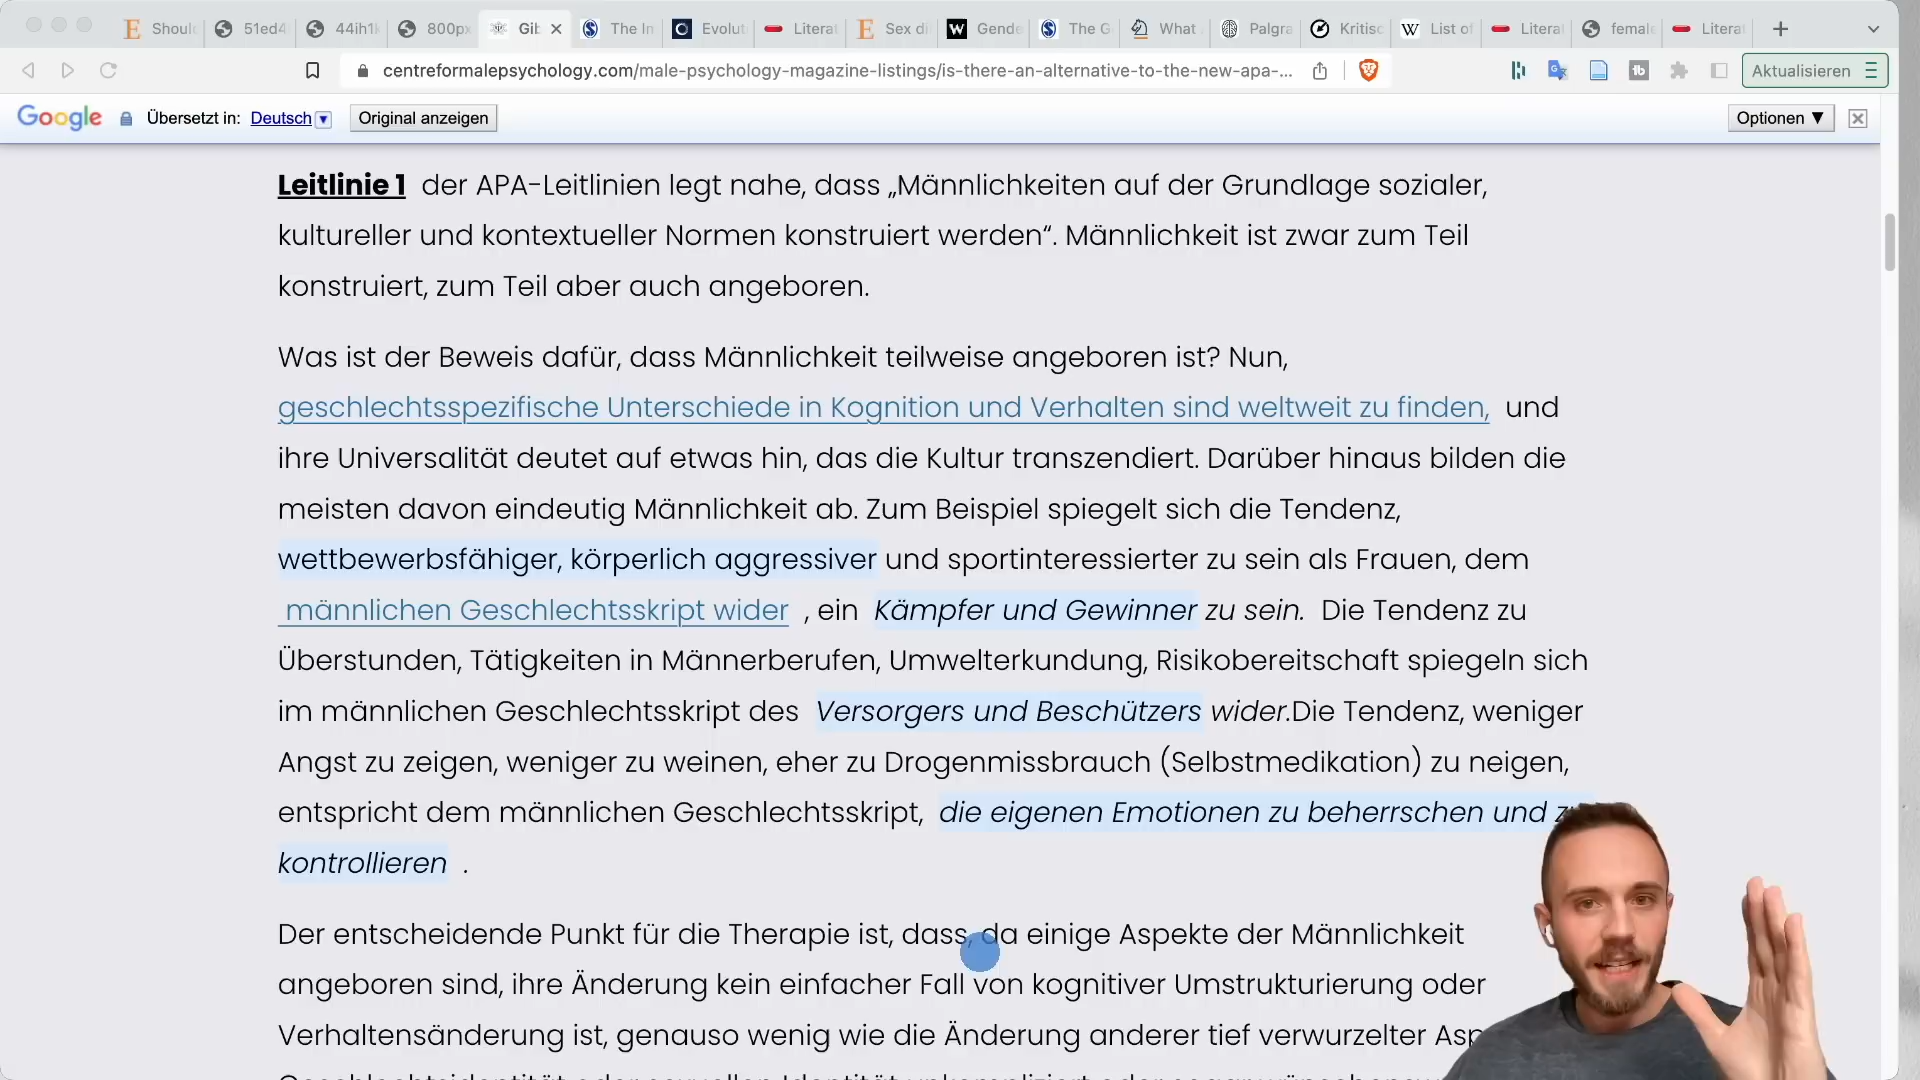 Shoul
51ed4
44ih1k
800px
Gib
The In
Evolut
Literat
Sex di
Gende
The G
What
Palgra
Kritisc
List of
Literat
female
Literat
centreformalepsychology.com/male-psychology-magazine-listings/is-there-an-alternative-to-the-new-apa-...
Aktualisieren
Google Übersetzt in: Deutsch Original anzeigen Optionen
Leitlinie 1 der APA-Leitlinien legt nahe, dass „Männlichkeiten auf der Grundlage sozialer,
kultureller und kontextueller Normen konstruiert werden“. Männlichkeit ist zwar zum Teil
konstruiert, zum Teil aber auch angeboren.
Was ist der Beweis dafür, dass Männlichkeit teilweise angeboren ist? Nun,
geschlechtsspezifische Unterschiede in Kognition und Verhalten sind weltweit zu finden, und
ihre Universalität deutet auf etwas hin, das die Kultur transzendiert. Darüber hinaus bilden die
meisten davon eindeutig Männlichkeit ab. Zum Beispiel spiegelt sich die Tendenz,
wettbewerbsfähiger, körperlich aggressiver und sportinteressierter zu sein als Frauen, dem
männlichen Geschlechtsskript wider , ein Kämpfer und Gewinner zu sein. Die Tendenz zu
Überstunden, Tätigkeiten in Männerberufen, Umwelterkundung, Risikobereitschaft spiegeln sich
im männlichen Geschlechtsskript des Versorgers und Beschützers wider.Die Tendenz, weniger
Angst zu zeigen, weniger zu weinen, eher zu Drogenmissbrauch (Selbstmedikation) zu neigen,
entspricht dem männlichen Geschlechtsskript, die eigenen Emotionen zu beherrschen und
kontrollieren .
Der entscheidende Punkt für die Therapie ist, dass, da einige Aspekte der Männlichkeit
angeboren sind, ihre Änderung kein einfacher Fall von kognitiver Umstrukturierung oder
Verhaltensänderung ist, genauso wenig wie die Änderung anderer tief verwurzelter